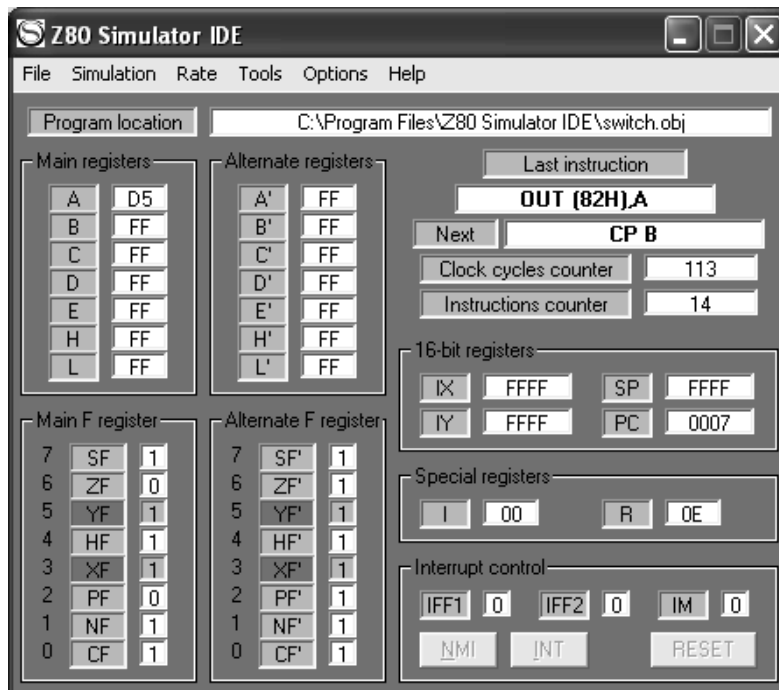 Z80 Simulator IDE
File Simulation Rate Tools Options Help
Program location C:\Program Files\Z80 Simulator IDE\switch.obj
Main registers
A D5
B FF
C FF
D FF
E FF
H FF
L FF
Alternate registers
A' FF
B' FF
C' FF
D' FF
E' FF
H' FF
L' FF
Last instruction
OUT (82H),A
Next CP B
Clock cycles counter 113
Instructions counter 14
16-bit registers
IX FFFF SP FFFF
IY FFFF PC 0007
Main F register
7 SF 1
6 ZF 0
5 YF 1
4 HF 1
3 XF 1
2 PF 0
1 NF 1
0 CF 1
Alternate F register
7 SF' 1
6 ZF' 1
5 YF' 1
4 HF' 1
3 XF' 1
2 PF' 1
1 NF' 1
0 CF' 1
Special registers
I 00 R 0E
Interrupt control
IFF1 0 IFF2 0 IM 0
NMI INT RESET